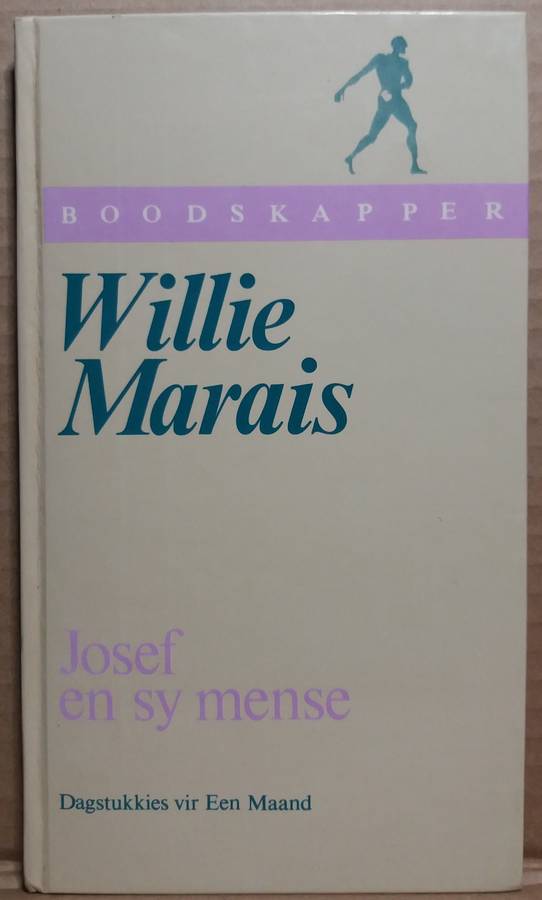 BOODSKAPPER
Willie
Marais
Josef
en sy mense
Dagstukkies vir Een Maand